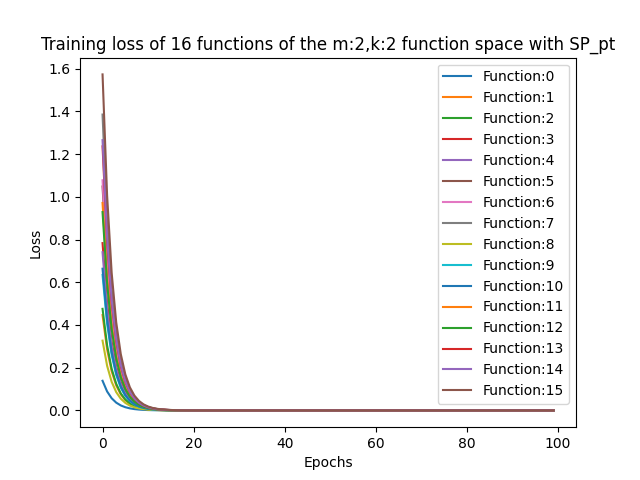 Training loss of 16 functions of the m:2,k:2 function space with SP_pt
1.6
1.4
1.2
1.0
0.8
0.6
0.4
0.2
0.0
Loss
Function:0
Function:1
Function:2
Function:3
Function:4
Function:5
Function:6
Function:7
Function:8
Function:9
Function:10
Function:11
Function:12
Function:13
Function:14
Function:15
0 20 40 60 80 100
Epochs